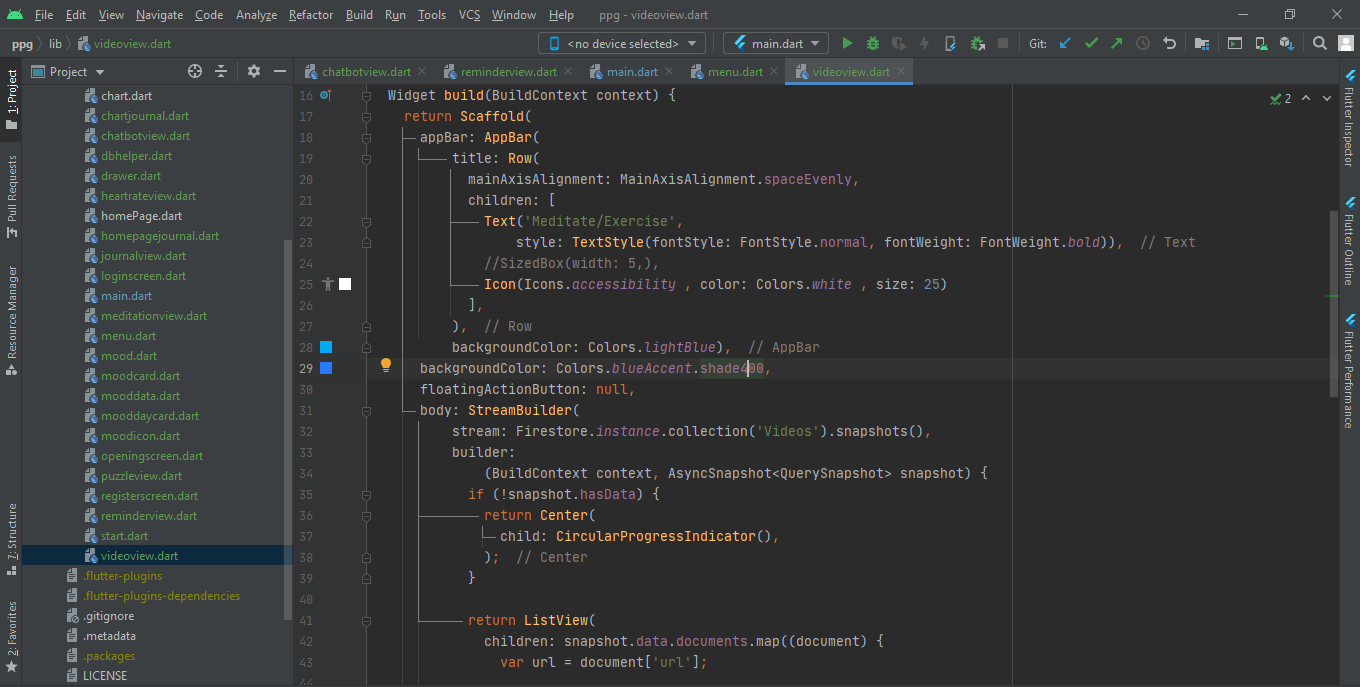 File Edit View Navigate Code Analyze Refactor Build Run Tools VCS Window Help ppg - videoview.dart
ppg lib videoview.dart <no device selected> main.dart Git:
Project chatbotview.dart reminderview.dart main.dart menu.dart videoview.dart
1: Project
Pull Requests
Resource Manager
7: Structure
2: Favorites
chart.dart
chartjournal.dart
chatbotview.dart
dbhelper.dart
drawer.dart
heartrateview.dart
homePage.dart
homepagejournal.dart
journalview.dart
loginscreen.dart
main.dart
meditationview.dart
menu.dart
mood.dart
moodcard.dart
mooddata.dart
mooddaycard.dart
moodicon.dart
openingscreen.dart
puzzleview.dart
registerscreen.dart
reminderview.dart
start.dart
videoview.dart
.flutter-plugins
.flutter-plugins-dependencies
.gitignore
.metadata
.packages
LICENSE
16 Widget build(BuildContext context) {
17 return Scaffold(
18 appBar: AppBar(
19 title: Row(
20 mainAxisAlignment: MainAxisAlignment.spaceEvenly,
21 children: [
22 Text('Meditate/Exercise',
23 style: TextStyle(fontStyle: FontStyle.normal, fontWeight: FontWeight.bold)), // Text
24 //SizedBox(width: 5,),
25 Icon(Icons.accessibility , color: Colors.white , size: 25)
26 ],
27 ), // Row
28 backgroundColor: Colors.lightBlue), // AppBar
29 backgroundColor: Colors.blueAccent.shade400,
30 floatingActionButton: null,
31 body: StreamBuilder(
32 stream: Firestore.instance.collection('Videos').snapshots(),
33 builder:
34 (BuildContext context, AsyncSnapshot<QuerySnapshot> snapshot) {
35 if (!snapshot.hasData) {
36 return Center(
37 child: CircularProgressIndicator(),
38 ); // Center
39 }
40
41 return ListView(
42 children: snapshot.data.documents.map((document) {
43 var url = document['url'];
44
2
Flutter Inspector
Flutter Outline
Flutter Performance